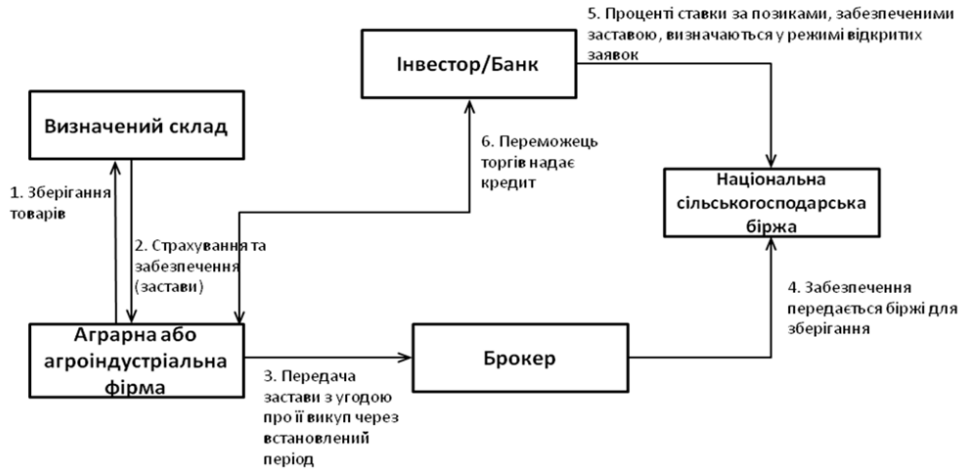 5. Проценті ставки за позиками, забезпеченими
заставою, визначаються у режимі відкритих
заявок
Інвестор/Банк
Визначений склад
6. Переможець
торгів надає
кредит
1. Зберігання
товарів
Національна
сільськогосподарська
біржа
2. Страхування та
забезпечення
(застави)
4. Забезпечення
передається біржі для
зберігання
Аграрна або
агроіндустріальна
фірма
Брокер
3. Передача
застави з угодою
про її викуп через
встановлений
період